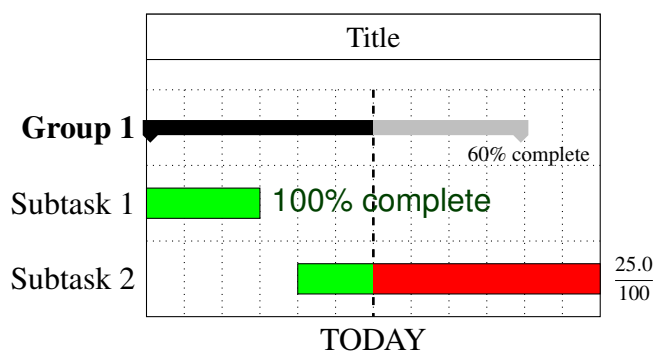 Title
Group 1
60% complete
Subtask 1 100% complete
Subtask 2
25.0
100
TODAY